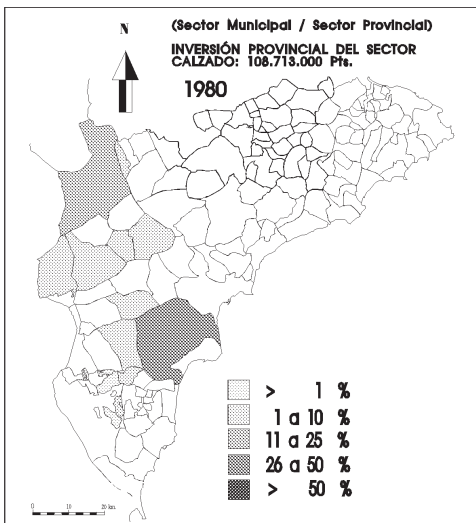 (Sector Municipal / Sector Provincial)
N
INVERSIÓN PROVINCIAL DEL SECTOR
CALZADO: 108.713.000 Pts.
1980
> 1 %
1 a 10 %
11 a 25 %
26 a 50 %
> 50 %
0 10 20 km.